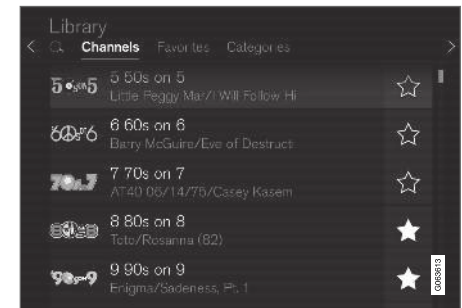 Library
Channels Favorites Categories
5 50s on 5
Little Peggy Mar/I Will Follow Hi
6 60s on 6
Barry McGuire/Eve of Destructi
7 70s on 7
AT40 06/14/75/Casey Kasem
8 80s on 8
Toto/Rosanna (82)
9 90s on 9
Enigma/Sadeness, Pt. 1
G063613